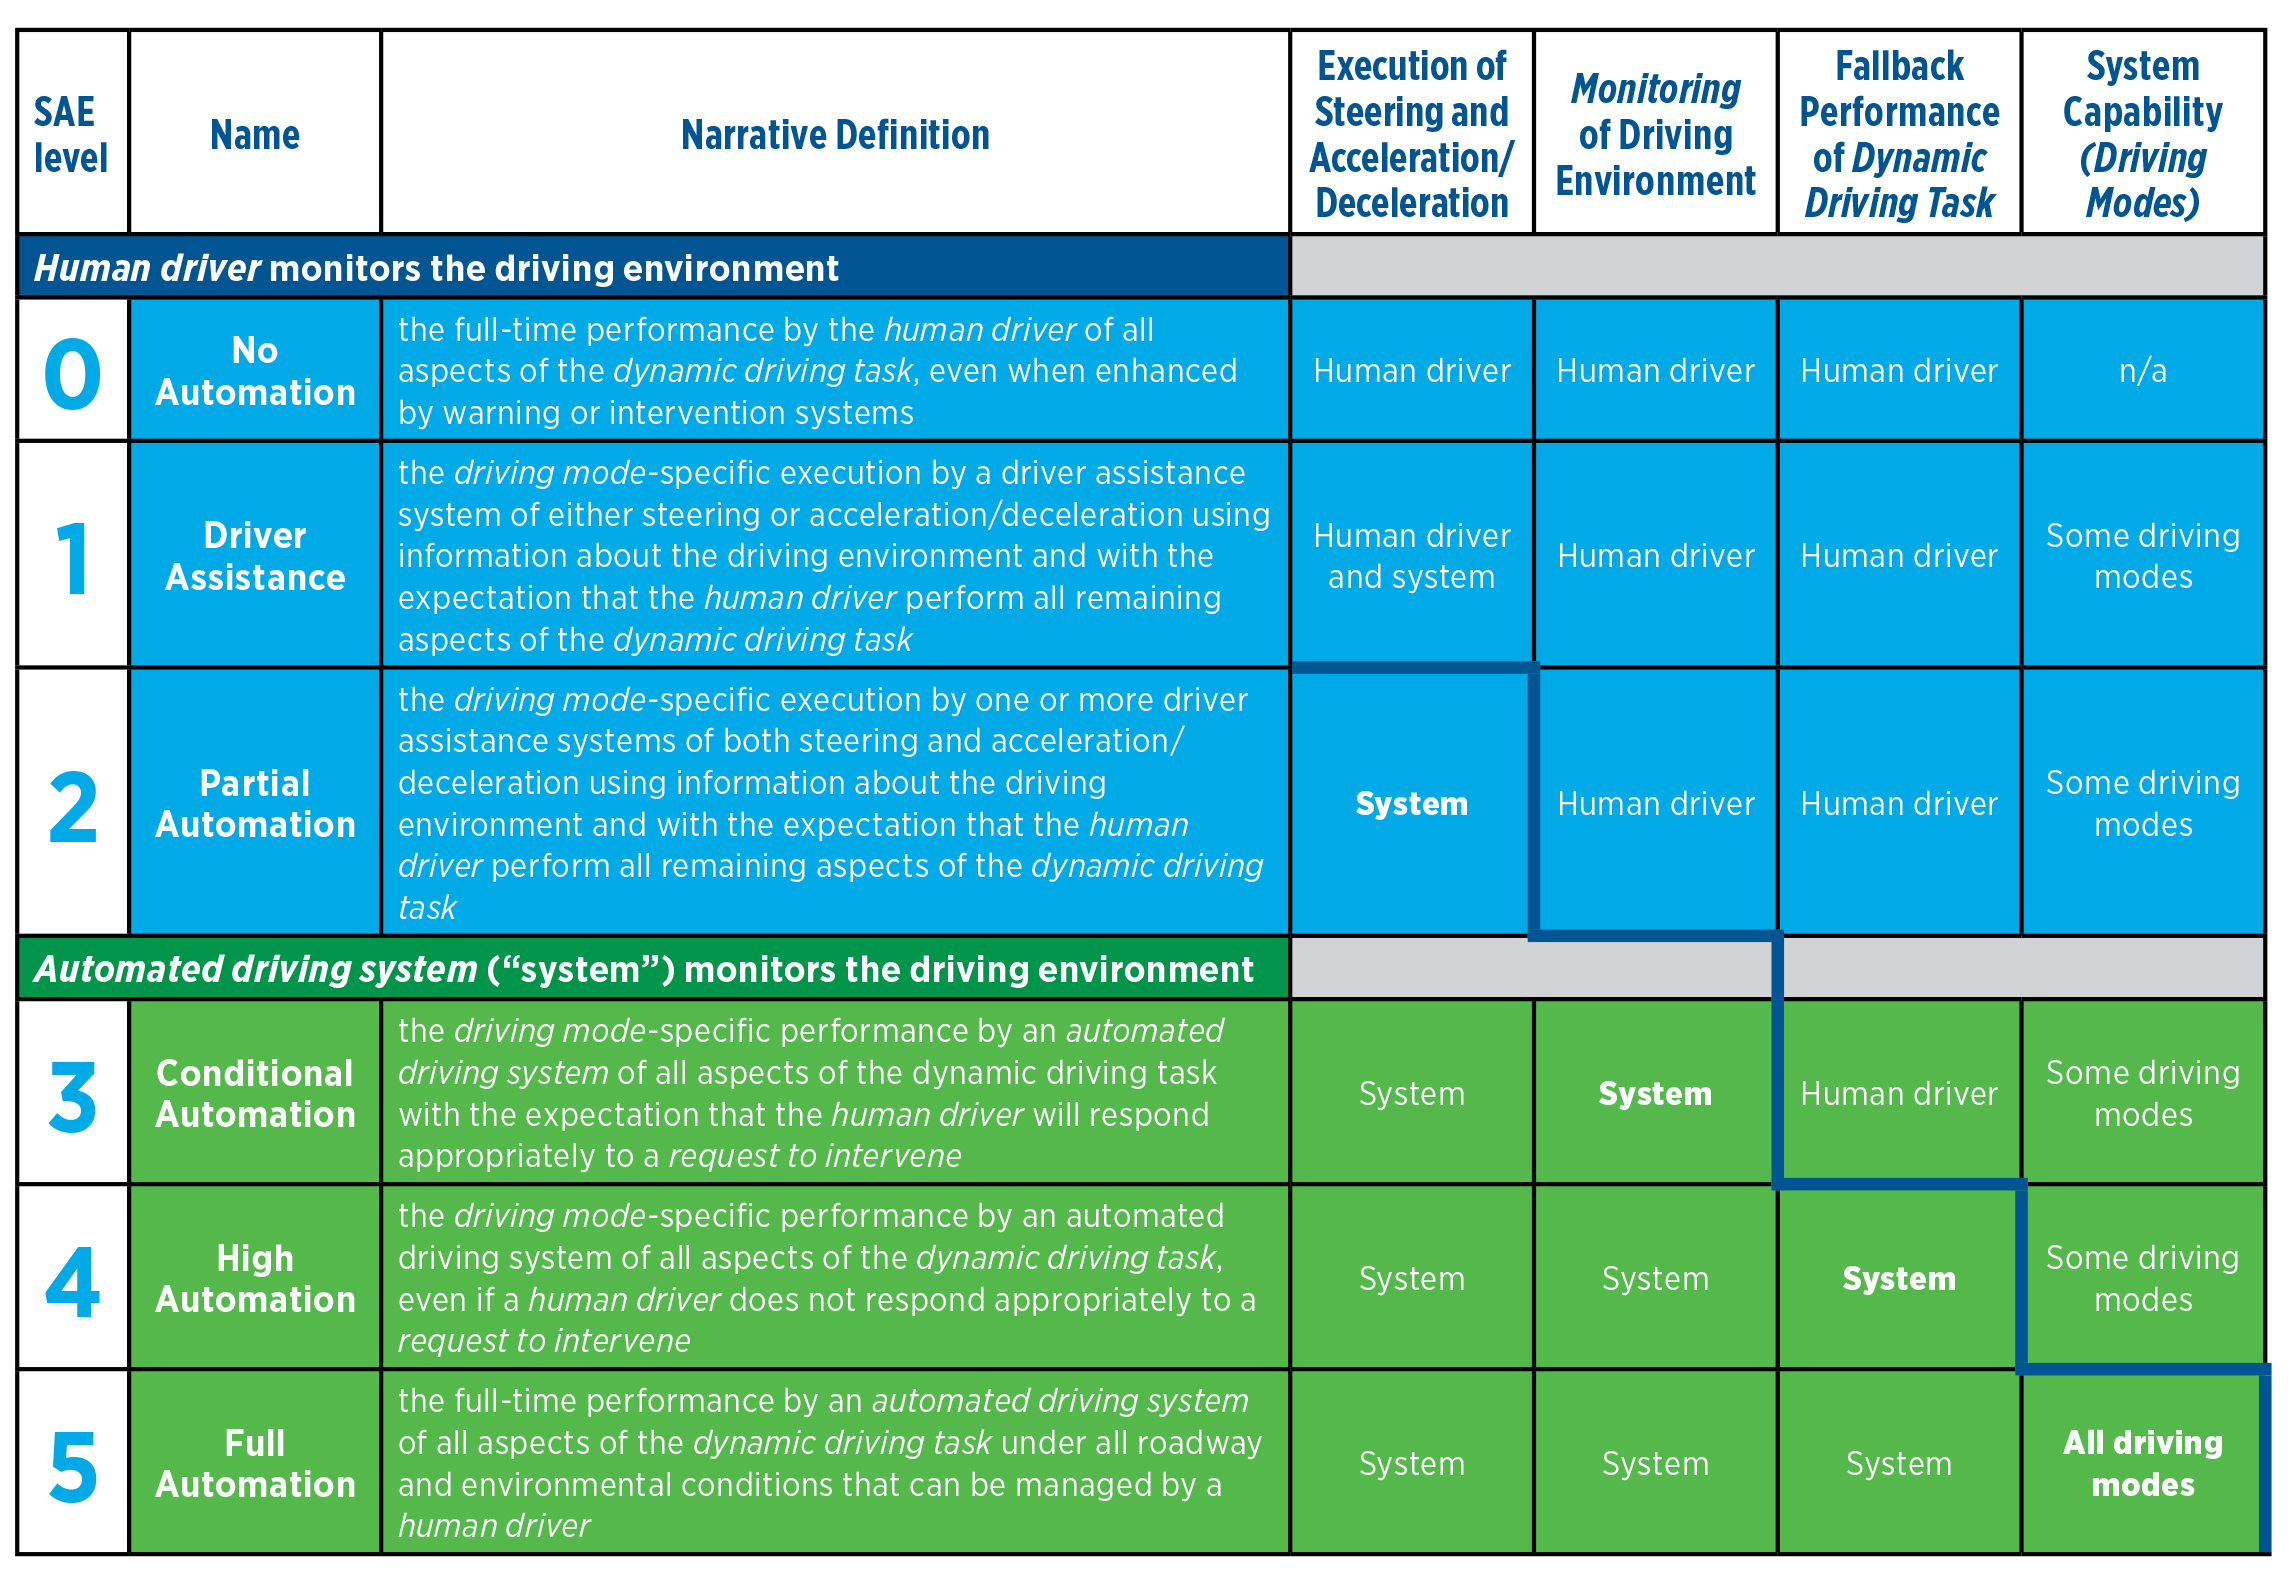 SAE
level
Name
Narrative Definition
Execution of
Steering and
Acceleration/
Deceleration
Monitoring
of Driving
Environment
Fallback
Performance
of Dynamic
Driving Task
System
Capability
(Driving
Modes)
Human driver monitors the driving environment
0
No
Automation
the full-time performance by the human driver of all
aspects of the dynamic driving task, even when enhanced
by warning or intervention systems
Human driver
Human driver
Human driver
n/a
1
Driver
Assistance
the driving mode-specific execution by a driver assistance
system of either steering or acceleration/deceleration using
information about the driving environment and with the
expectation that the human driver perform all remaining
aspects of the dynamic driving task
Human driver
and system
Human driver
Human driver
Some driving
modes
2
Partial
Automation
the driving mode-specific execution by one or more driver
assistance systems of both steering and acceleration/
deceleration using information about the driving
environment and with the expectation that the human
driver perform all remaining aspects of the dynamic driving
task
System
Human driver
Human driver
Some driving
modes
Automated driving system (“system”) monitors the driving environment
3
Conditional
Automation
the driving mode-specific performance by an automated
driving system of all aspects of the dynamic driving task
with the expectation that the human driver will respond
appropriately to a request to intervene
System
System
Human driver
Some driving
modes
4
High
Automation
the driving mode-specific performance by an automated
driving system of all aspects of the dynamic driving task,
even if a human driver does not respond appropriately to a
request to intervene
System
System
System
Some driving
modes
5
Full
Automation
the full-time performance by an automated driving system
of all aspects of the dynamic driving task under all roadway
and environmental conditions that can be managed by a
human driver
System
System
System
All driving
modes